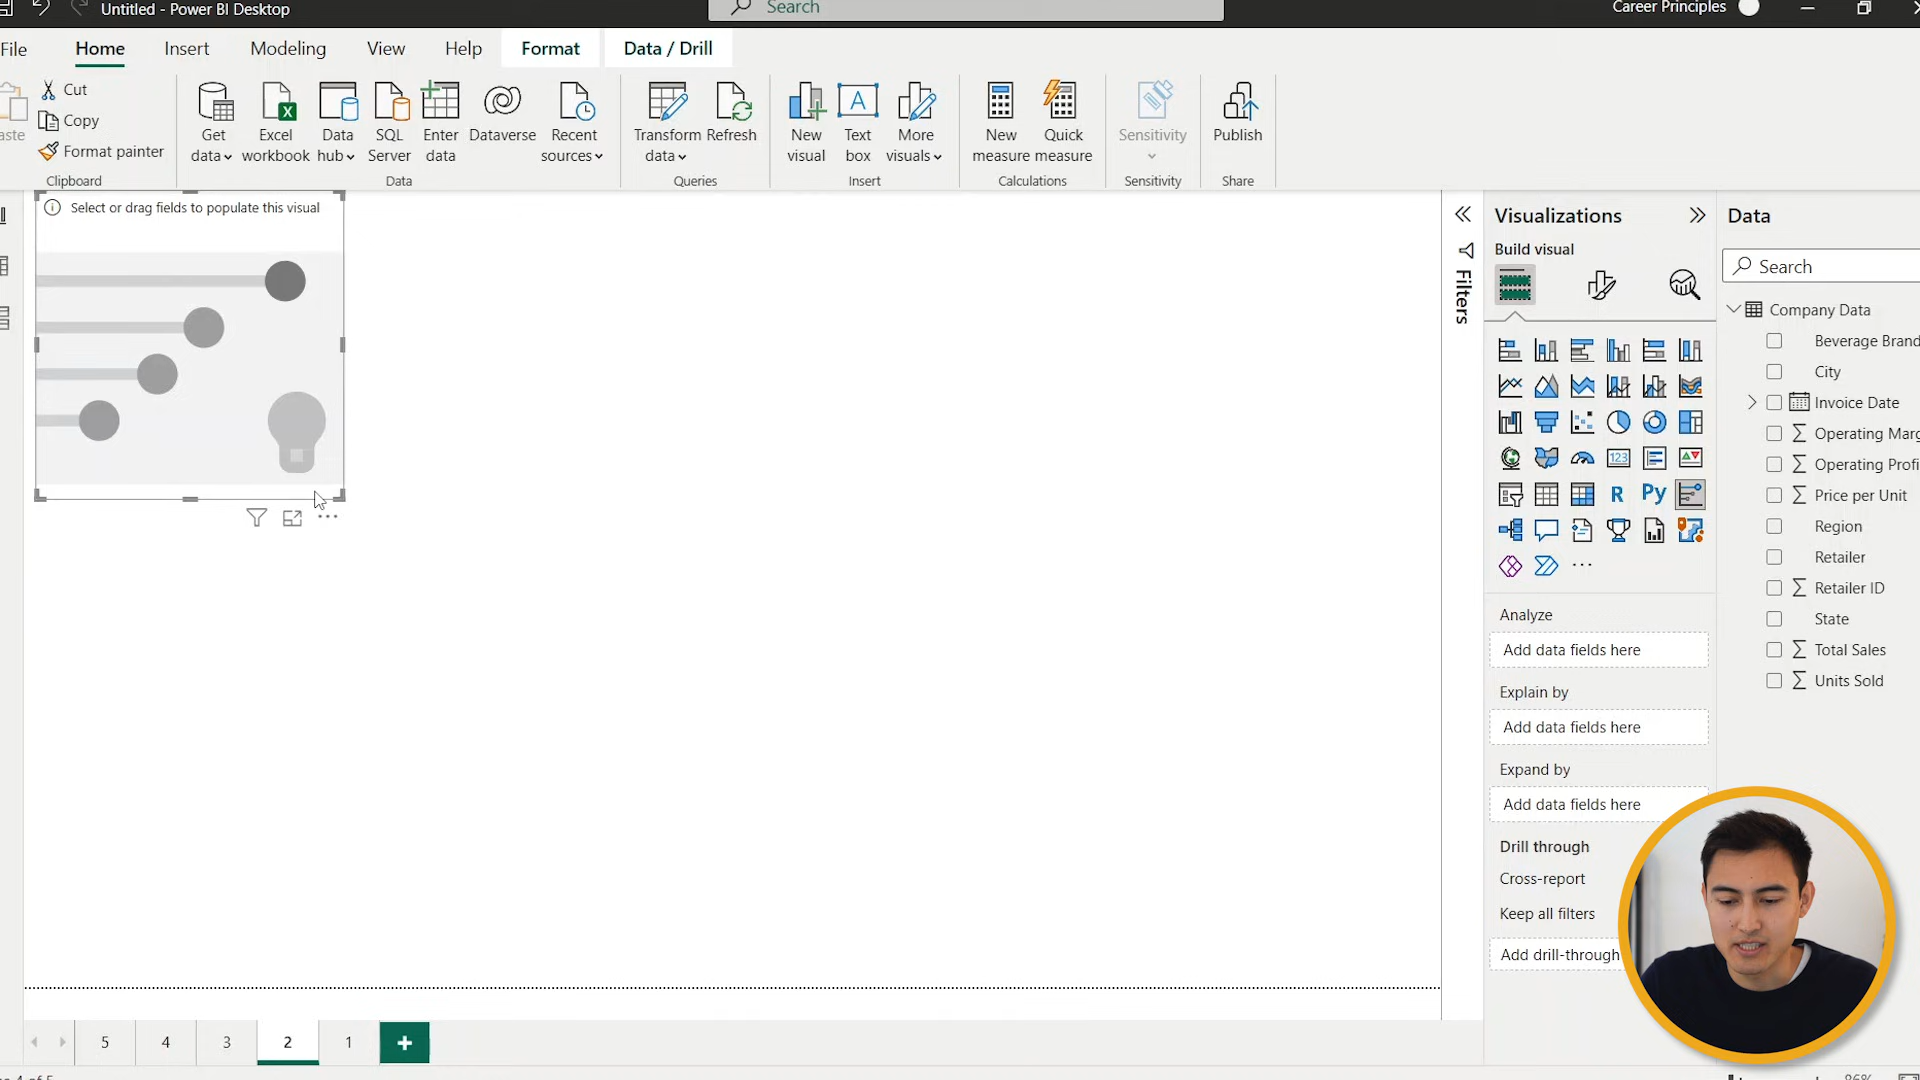 Untitled - Power BI Desktop
Search
Career Principles
File
Home
Insert
Modeling
View
Help
Format
Data / Drill
Cut
Copy
Format painter
Clipboard
Get data
Excel workbook
Data hub
SQL Server
Enter data
Dataverse
Recent sources
Data
Transform data
Refresh
Queries
New visual
Text box
More visuals
Insert
New measure
Quick measure
Calculations
Sensitivity
Sensitivity
Publish
Share
Select or drag fields to populate this visual
Filters
Visualizations
Build visual
123
R
Py
Analyze
Add data fields here
Explain by
Add data fields here
Expand by
Add data fields here
Drill through
Cross-report
Keep all filters
Add drill-through
Data
Search
Company Data
Beverage Brand
City
Invoice Date
Operating Marg
Operating Profi
Price per Unit
Region
Retailer
Retailer ID
State
Total Sales
Units Sold
5
4
3
2
1